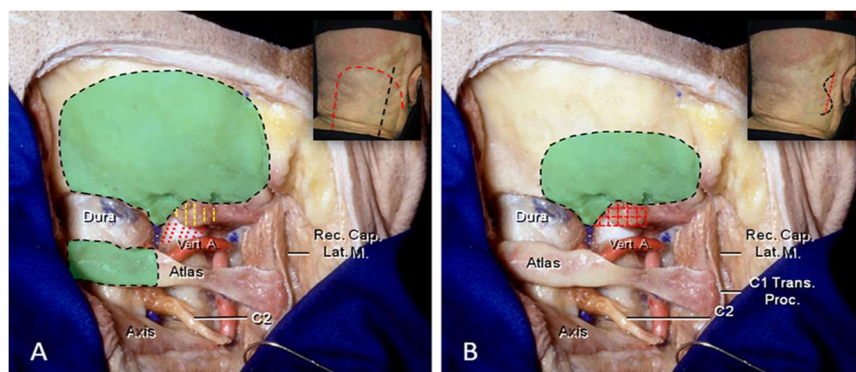 Dura
Vert. A.
Rec. Cap.
Lat. M.
Atlas
C2
Axis
A
Dura
Vert. A.
Rec. Cap.
Lat. M.
Atlas
C1 Trans.
Proc.
C2
Axis
B